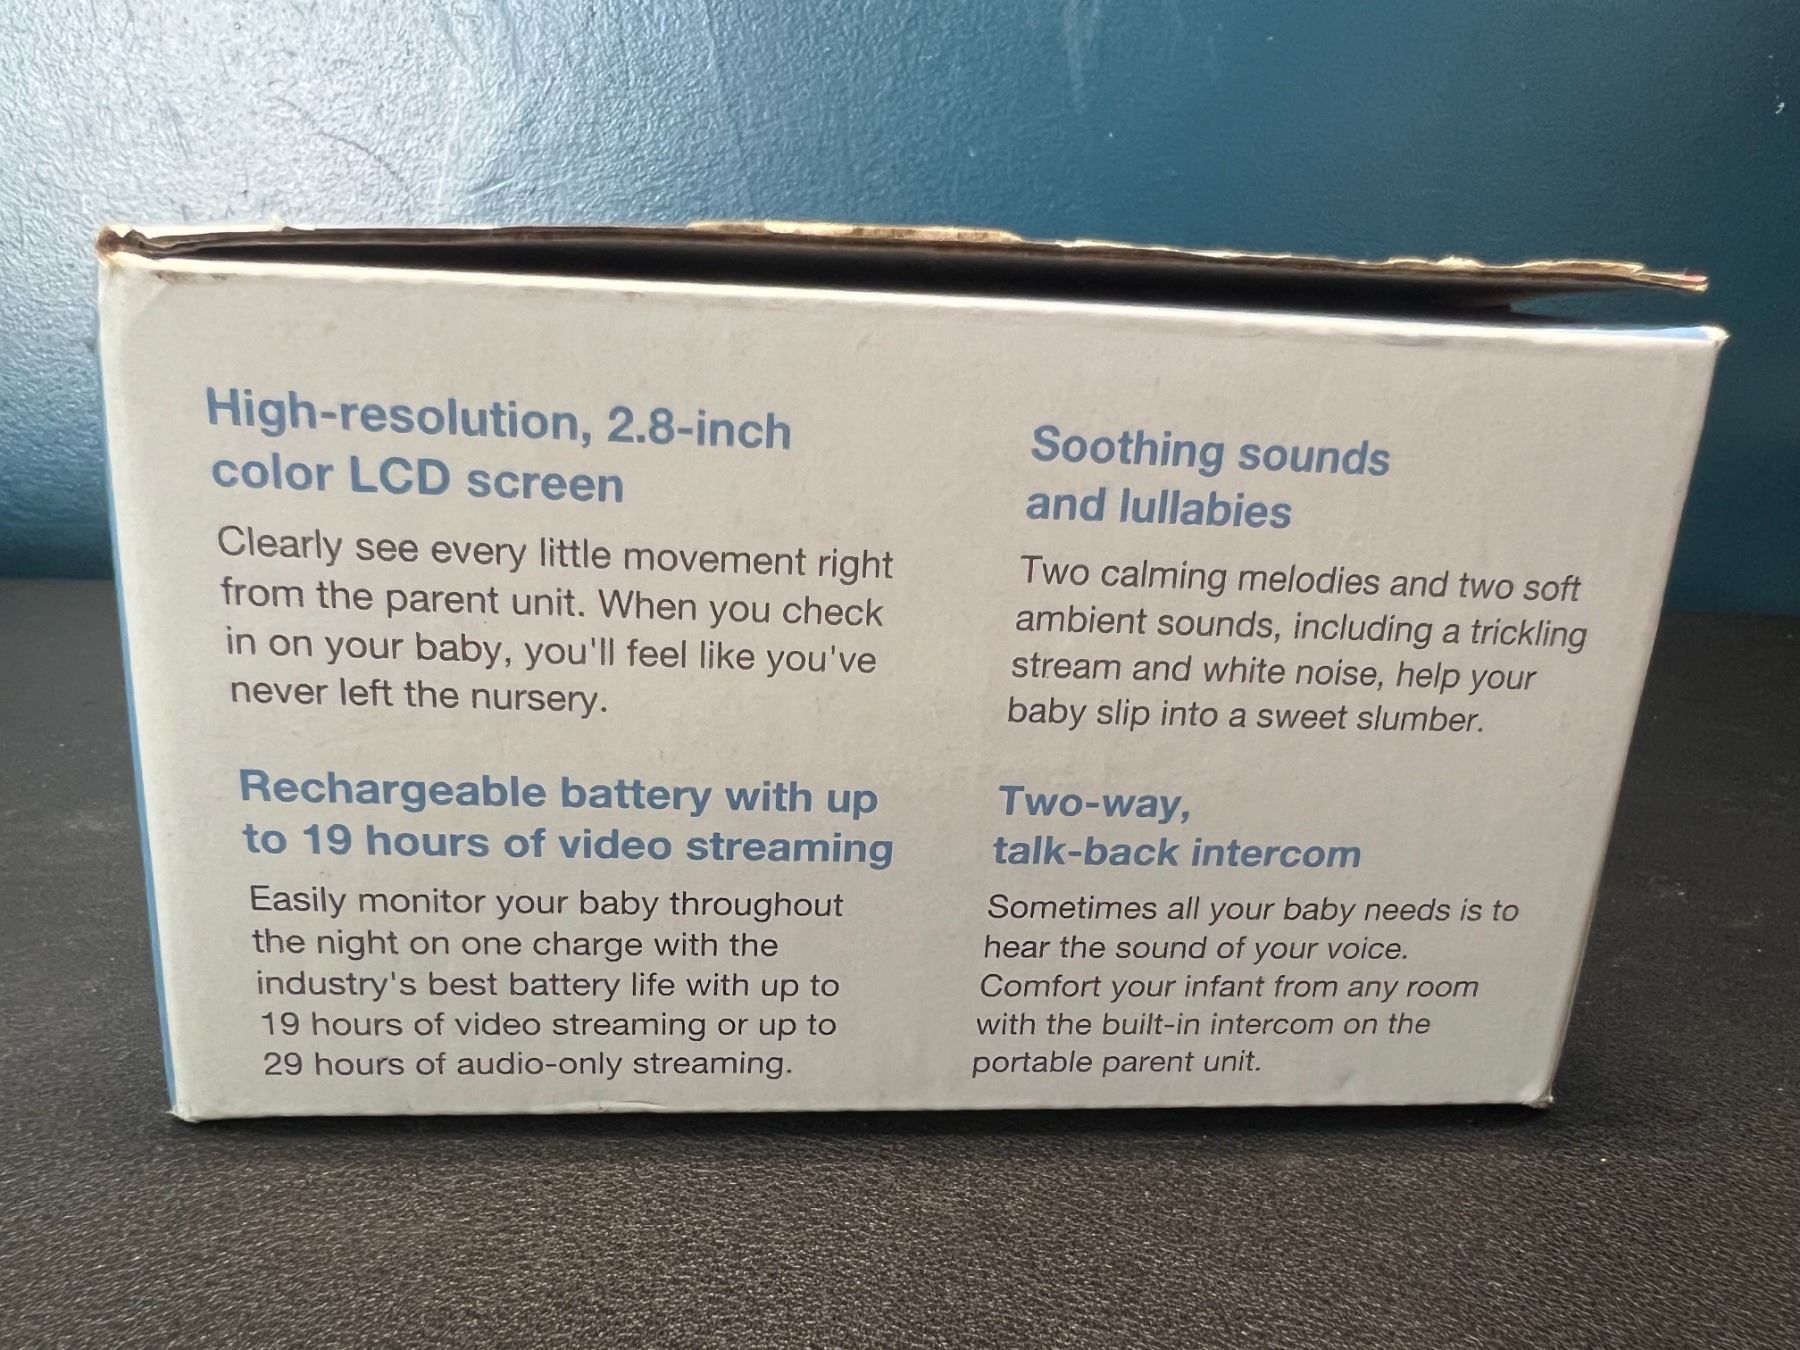 High-resolution, 2.8-inch
color LCD screen
Clearly see every little movement right
from the parent unit. When you check
in on your baby, you'll feel like you've
never left the nursery.
Rechargeable battery with up
to 19 hours of video streaming
Easily monitor your baby throughout
the night on one charge with the
industry's best battery life with up to
19 hours of video streaming or up to
29 hours of audio-only streaming.
Soothing sounds
and lullabies
Two calming melodies and two soft
ambient sounds, including a trickling
stream and white noise, help your
baby slip into a sweet slumber.
Two-way,
talk-back intercom
Sometimes all your baby needs is to
hear the sound of your voice.
Comfort your infant from any room
with the built-in intercom on the
portable parent unit.